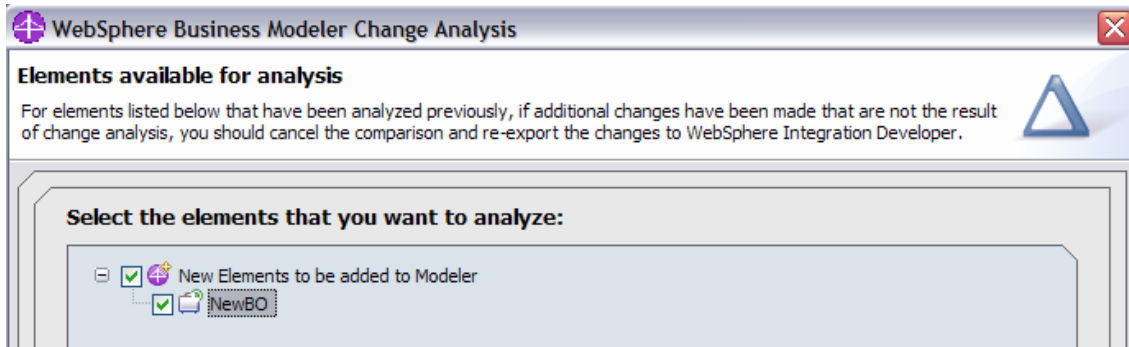 WebSphere Business Modeler Change Analysis
Elements available for analysis
For elements listed below that have been analyzed previously, if additional changes have been made that are not the result
of change analysis, you should cancel the comparison and re-export the changes to WebSphere Integration Developer.
Select the elements that you want to analyze:
New Elements to be added to Modeler
NewBO